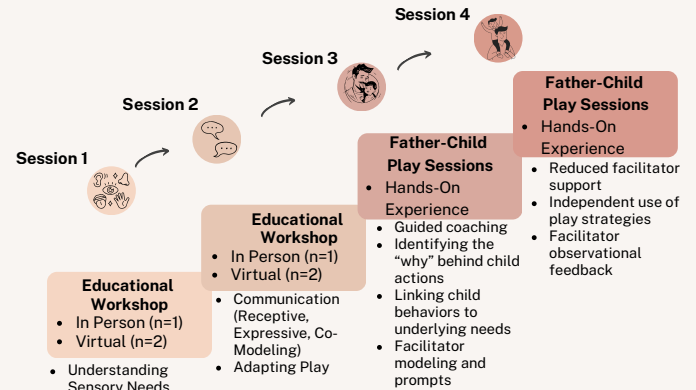 Session 1
Educational
Workshop
• In Person (n=1)
• Virtual (n=2)
• Understanding
Sensory Needs
Session 2
Educational
Workshop
• In Person (n=1)
• Virtual (n=2)
• Communication
(Receptive,
Expressive, Co-
Modeling)
• Adapting Play
Session 3
Father-Child
Play Sessions
• Hands-On
Experience
• Guided coaching
• Identifying the
“why” behind child
actions
• Linking child
behaviors to
underlying needs
• Facilitator
modeling and
prompts
Session 4
Father-Child
Play Sessions
• Hands-On
Experience
• Reduced facilitator
support
• Independent use of
play strategies
• Facilitator
observational
feedback